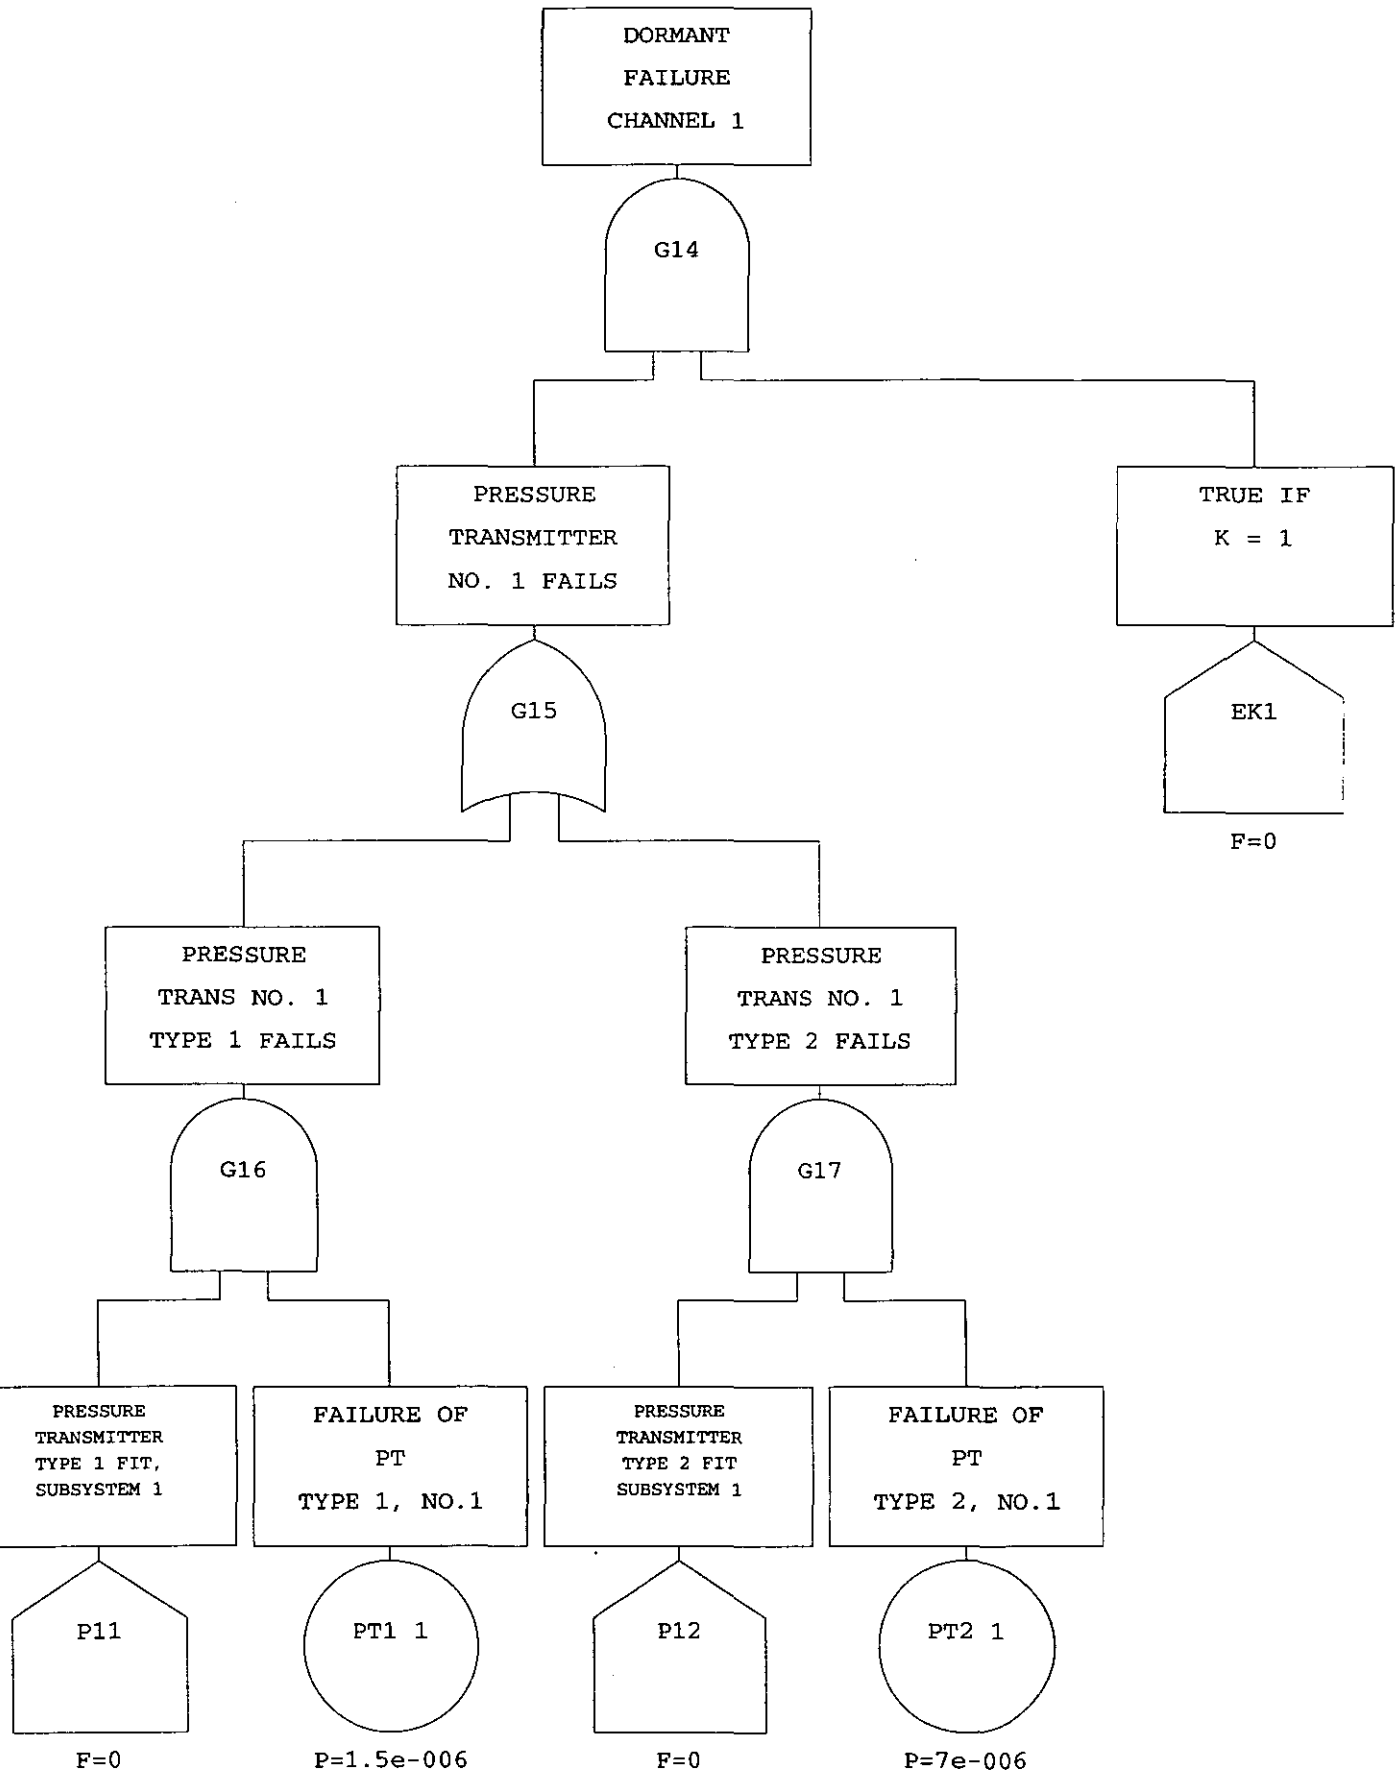 DORMANT
FAILURE
CHANNEL 1
G14
PRESSURE
TRANSMITTER
NO. 1 FAILS
TRUE IF
K = 1
G15
EK1
F=0
PRESSURE
TRANS NO. 1
TYPE 1 FAILS
PRESSURE
TRANS NO. 1
TYPE 2 FAILS
G16
G17
PRESSURE
TRANSMITTER
TYPE 1 FIT,
SUBSYSTEM 1
FAILURE OF
PT
TYPE 1, NO.1
PRESSURE
TRANSMITTER
TYPE 2 FIT
SUBSYSTEM 1
FAILURE OF
PT
TYPE 2, NO.1
P11
PT1 1
P12
PT2 1
F=0
P=1.5e-006
F=0
P=7e-006